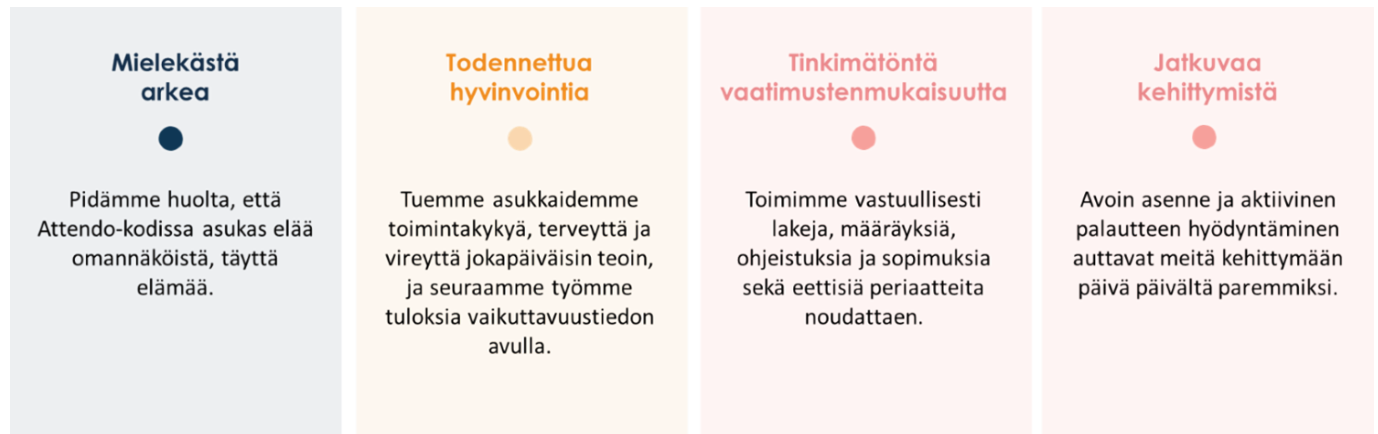 Mielekästä
arkea
Pidämme huolta, että
Attendo-kodissa asukas elää
omannäköistä, täyttä
elämää.
Todennettua
hyvinvointia
Tuemme asukkaidemme
toimintakykyä, terveyttä ja
vireyttä jokapäiväisin teoin,
ja seuraamme työmme
tuloksia vaikuttavuustiedon
avulla.
Tinkimätöntä
vaatimustenmukaisuutta
Toimimme vastuullisesti
lakeja, määräyksiä,
ohjeistuksia ja sopimuksia
sekä eettisiä periaatteita
noudattaen.
Jatkuvaa
kehittymistä
Avoin asenne ja aktiivinen
palautteen hyödyntäminen
auttavat meitä kehittymään
päivä päivältä paremmiksi.